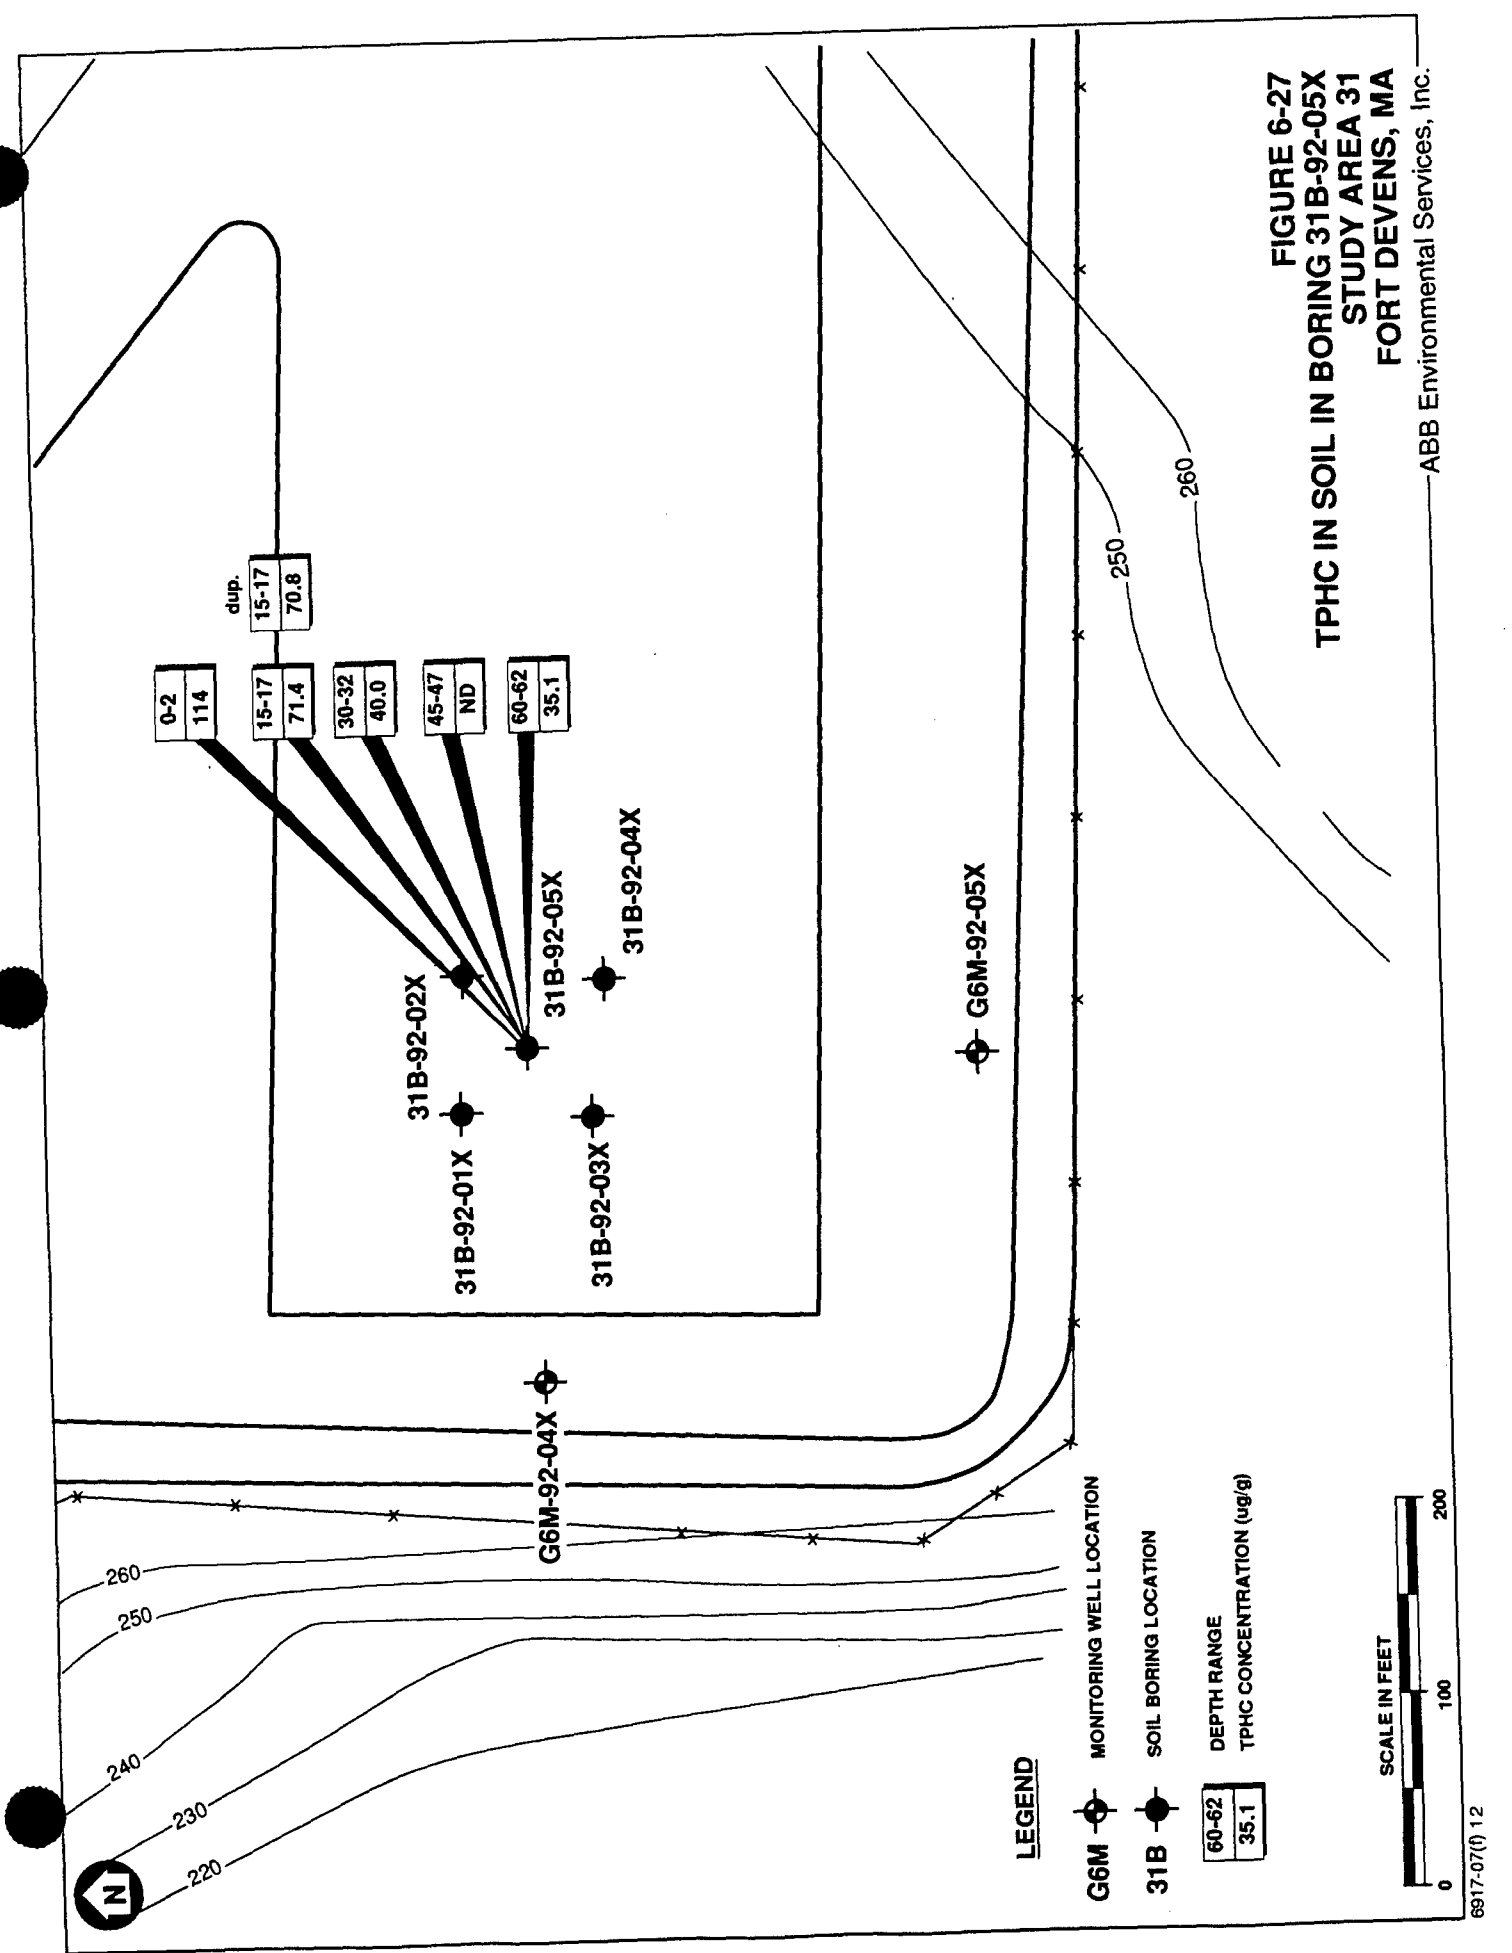 N
220
230
240
250
260
G6M-92-04X
31B-92-01X
31B-92-02X
31B-92-03X
31B-92-05X
31B-92-04X
0-2
114
15-17
71.4
dup.
15-17
70.8
30-32
40.0
45-47
ND
60-62
35.1
G6M-92-05X
250
260
LEGEND
G6M MONITORING WELL LOCATION
31B SOIL BORING LOCATION
60-62 DEPTH RANGE
35.1 TPHC CONCENTRATION (ug/g)
SCALE IN FEET
0 100 200
6917-07(f) 12
FIGURE 6-27
TPHC IN SOIL IN BORING 31B-92-05X
STUDY AREA 31
FORT DEVENS, MA
ABB Environmental Services, Inc.